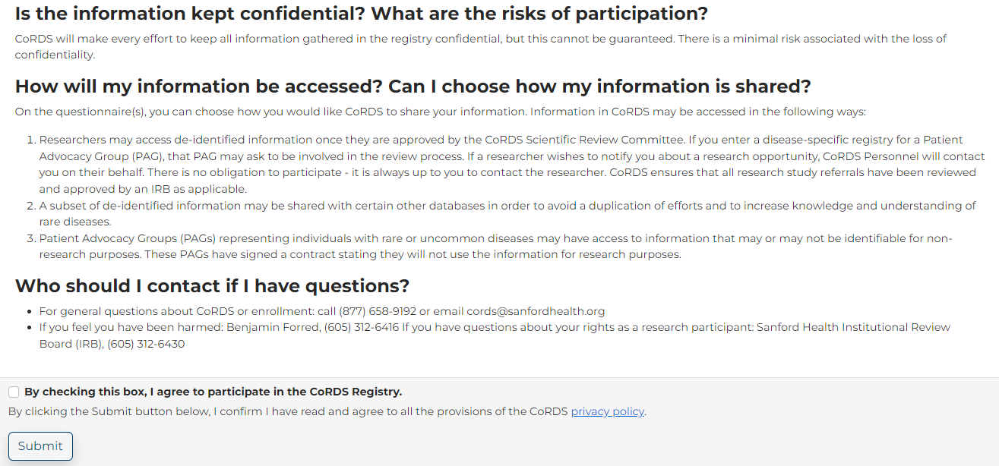 Is the information kept confidential? What are the risks of participation?
CoRDS will make every effort to keep all information gathered in the registry confidential, but this cannot be guaranteed. There is a minimal risk associated with the loss of
confidentiality.
How will my information be accessed? Can I choose how my information is shared?
On the questionnaire(s), you can choose how you would like CoRDS to share your information. Information in CoRDS may be accessed in the following ways:
1. Researchers may access de-identified information once they are approved by the CoRDS Scientific Review Committee. If you enter a disease-specific registry for a Patient
Advocacy Group (PAG), that PAG may ask to be involved in the review process. If a researcher wishes to notify you about a research opportunity, CoRDS Personnel will contact
you on their behalf. There is no obligation to participate - it is always up to you to contact the researcher. CoRDS ensures that all research study referrals have been reviewed
and approved by an IRB as applicable.
2. A subset of de-identified information may be shared with certain other databases in order to avoid a duplication of efforts and to increase knowledge and understanding of
rare diseases.
3. Patient Advocacy Groups (PAGs) representing individuals with rare or uncommon diseases may have access to information that may or may not be identifiable for non-
research purposes. These PAGs have signed a contract stating they will not use the information for research purposes.
Who should I contact if I have questions?
• For general questions about CoRDS or enrollment: call (877) 658-9192 or email cords@sanfordhealth.org
• If you feel you have been harmed: Benjamin Forred, (605) 312-6416 If you have questions about your rights as a research participant: Sanford Health Institutional Review
Board (IRB), (605) 312-6430
By checking this box, I agree to participate in the CoRDS Registry.
By clicking the Submit button below, I confirm I have read and agree to all the provisions of the CoRDS privacy policy.
Submit